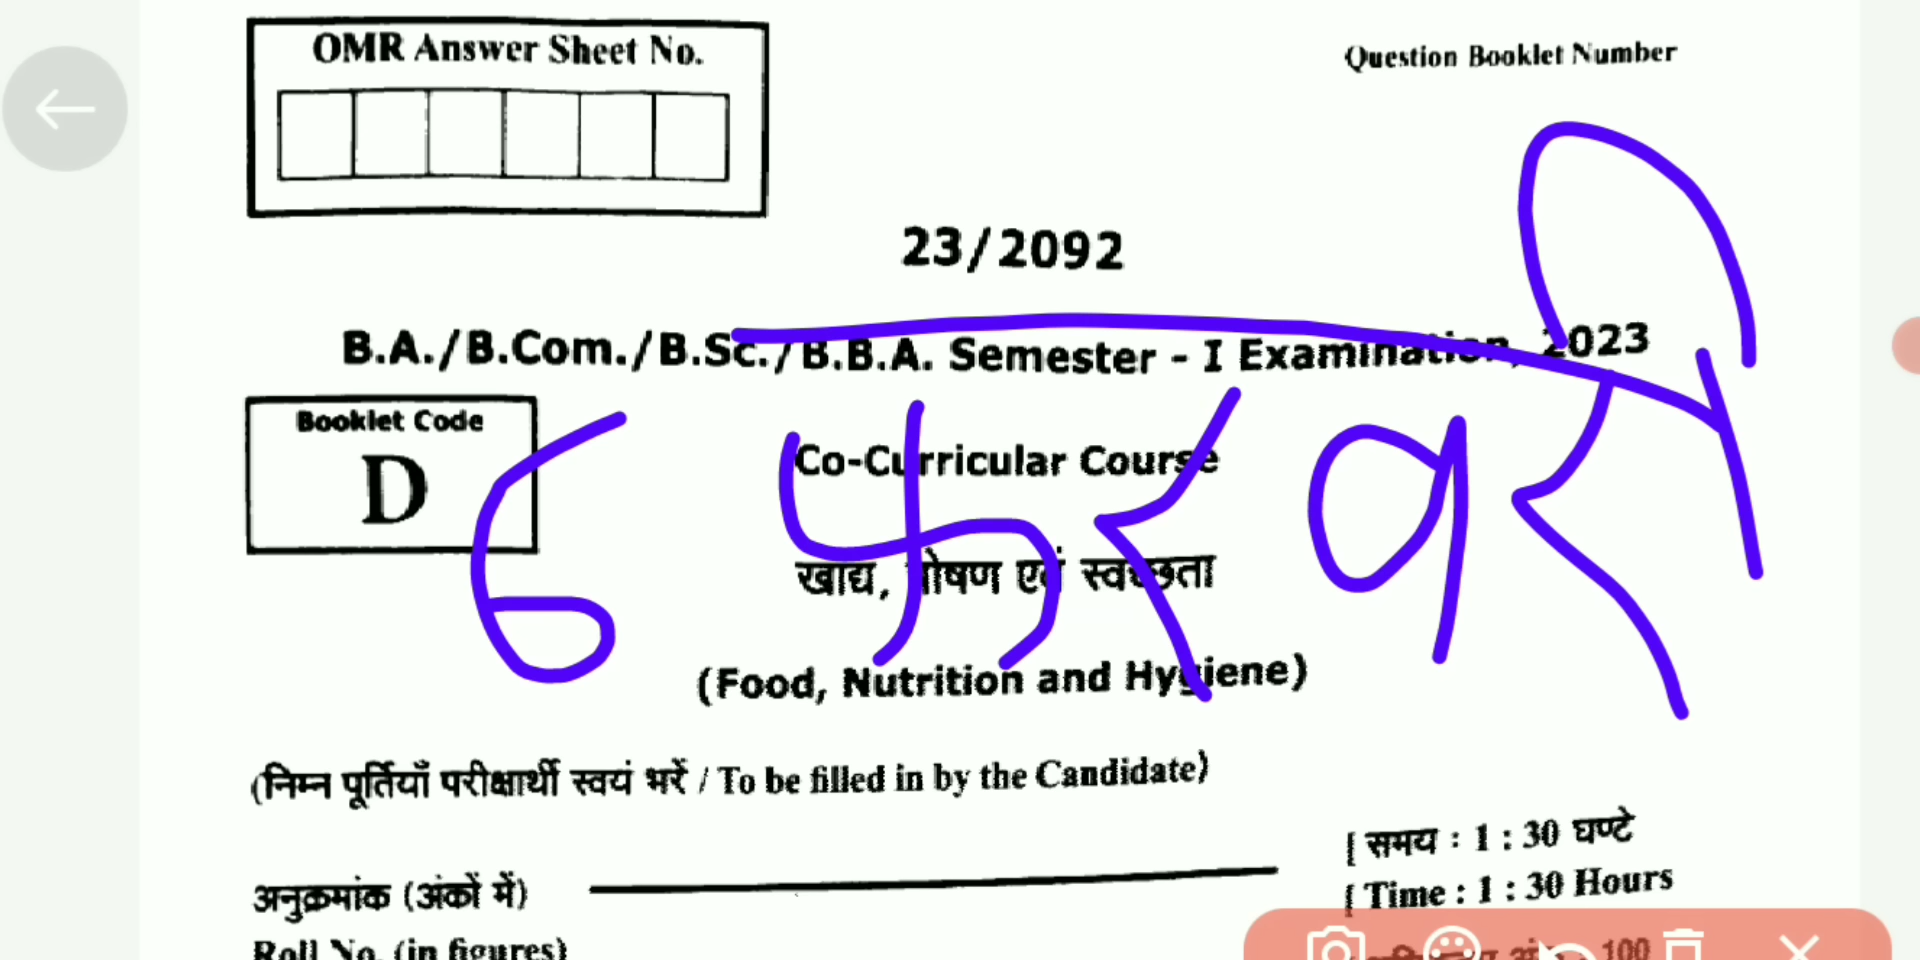 OMR Answer Sheet No.
Question Booklet Number
23/2092
B.A./B.Com./B.Sc./B.B.A. Semester - I Examination, 2023
Booklet Code
D
Co-Curricular Course
खाद्य, पोषण एवं स्वच्छता
(Food, Nutrition and Hygiene)
6 फरवरी
(निम्न पूर्तियाँ परीक्षार्थी स्वयं भरें / To be filled in by the Candidate)
[ समय : 1 : 30 घण्टे
अनुक्रमांक (अंकों में)
[ Time : 1 : 30 Hours
Roll No. (in figures)
100